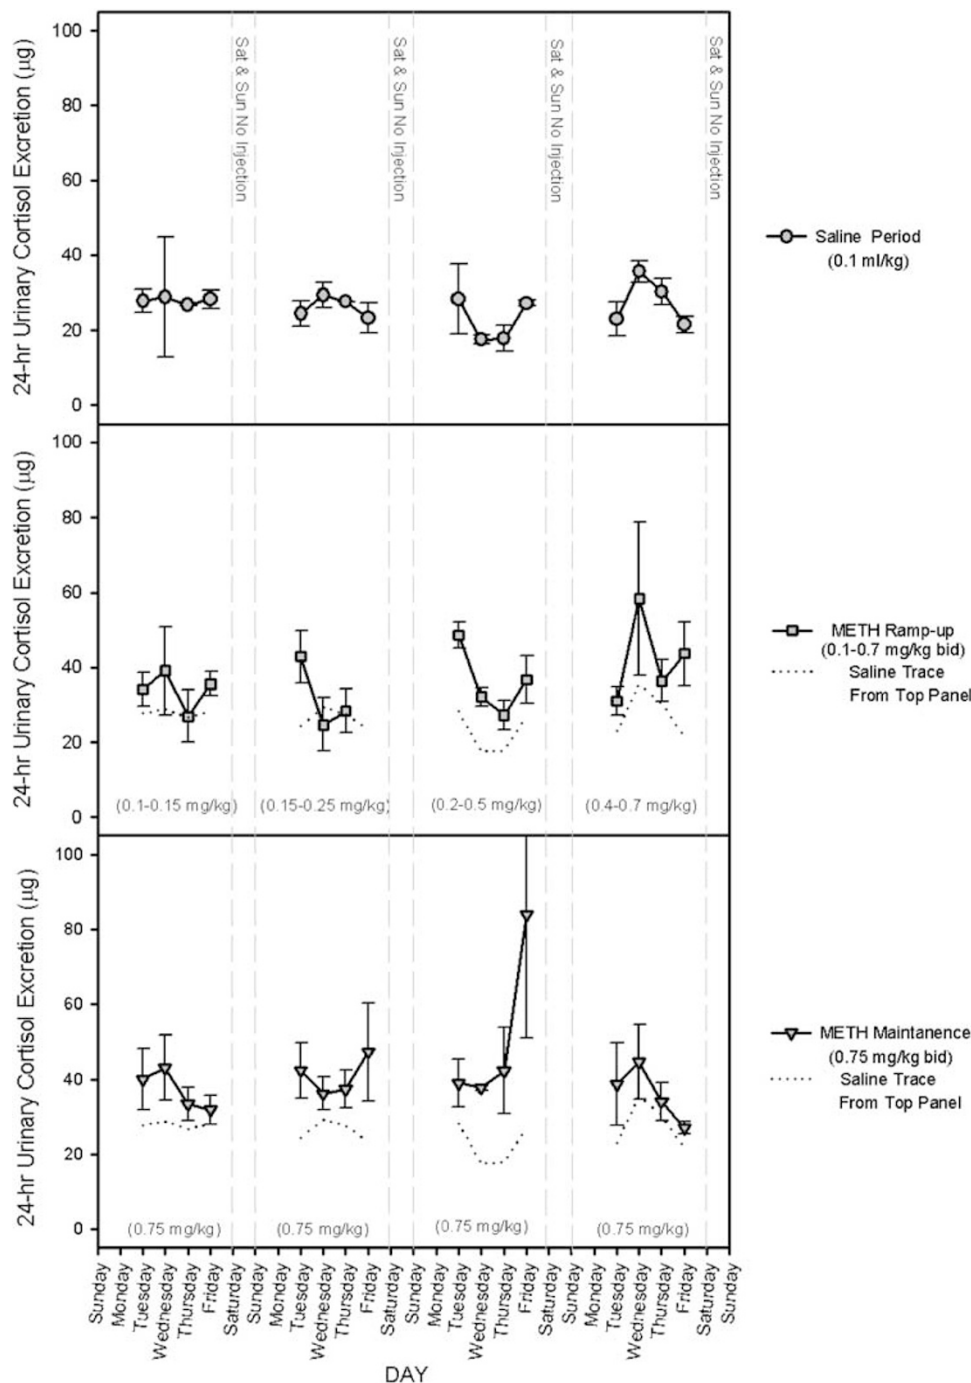 24-hr Urinary Cortisol Excretion (µg)
100
80
60
40
20
0
Sat & Sun No Injection
Sat & Sun No Injection
Sat & Sun No Injection
Sat & Sun No Injection
Saline Period
(0.1 ml/kg)
24-hr Urinary Cortisol Excretion (µg)
100
80
60
40
20
0
(0.1-0.15 mg/kg)
(0.15-0.25 mg/kg)
(0.2-0.5 mg/kg)
(0.4-0.7 mg/kg)
METH Ramp-up
(0.1-0.7 mg/kg bid)
Saline Trace
From Top Panel
24-hr Urinary Cortisol Excretion (µg)
100
80
60
40
20
0
(0.75 mg/kg)
(0.75 mg/kg)
(0.75 mg/kg)
(0.75 mg/kg)
METH Maintanence
(0.75 mg/kg bid)
Saline Trace
From Top Panel
Sunday
Monday
Tuesday
Wednesday
Thursday
Friday
Saturday
Sunday
Monday
Tuesday
Wednesday
Thursday
Friday
Saturday
Sunday
Monday
Tuesday
Wednesday
Thursday
Friday
Saturday
Sunday
Monday
Tuesday
Wednesday
Thursday
Friday
Saturday
Sunday
DAY